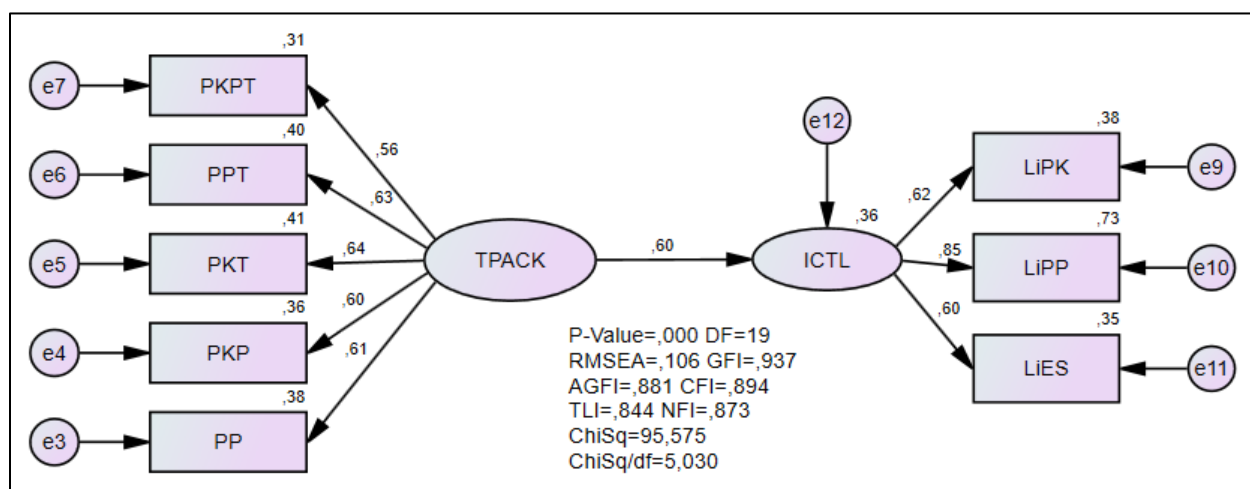 ,31
e7
PKPT
,56
,40
e6
PPT
,63
,41
e5
PKT
,64
,36
e4
PKP
,60
,38
e3
PP
,61
TPACK
,60
e12
,36
ICTL
,38
LiPK
e9
,62
,73
LiPP
e10
,85
,35
LiES
e11
,60
P-Value=,000 DF=19
RMSEA=,106 GFI=,937
AGFI=,881 CFI=,894
TLI=,844 NFI=,873
ChiSq=95,575
ChiSq/df=5,030